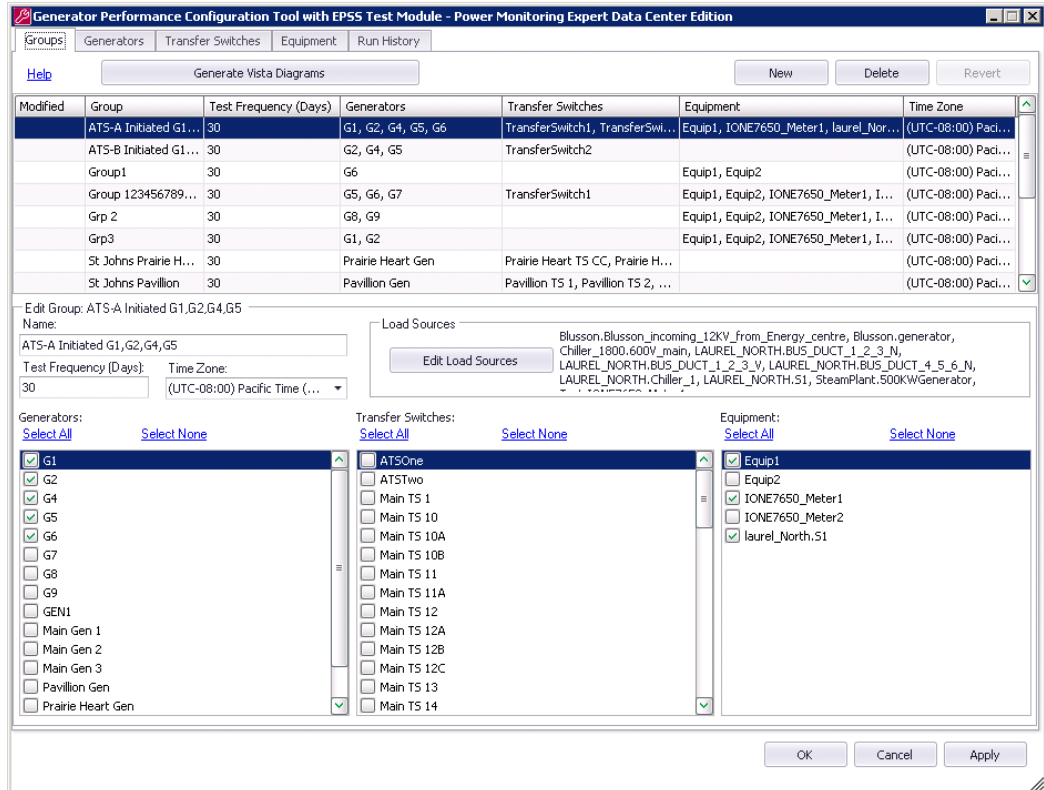 Generator Performance Configuration Tool with EPSS Test Module - Power Monitoring Expert Data Center Edition
Groups Generators Transfer Switches Equipment Run History
Help Generate Vista Diagrams New Delete Revert
Modified Group Test Frequency (Days) Generators Transfer Switches Equipment Time Zone
ATS-A Initiated G1... 30 G1, G2, G4, G5, G6 TransferSwitch1, TransferSwi... Equip1, IONE7650_Meter1, laurel_Nor... (UTC-08:00) Paci...
ATS-B Initiated G1... 30 G2, G4, G5 TransferSwitch2 (UTC-08:00) Paci...
Group1 30 G6 Equip1, Equip2 (UTC-08:00) Paci...
Group 123456789... 30 G5, G6, G7 TransferSwitch1 Equip1, Equip2, IONE7650_Meter1, I... (UTC-08:00) Paci...
Grp 2 30 G8, G9 Equip1, Equip2, IONE7650_Meter1, I... (UTC-08:00) Paci...
Grp3 30 G1, G2 Equip1, Equip2, IONE7650_Meter1, I... (UTC-08:00) Paci...
St Johns Prairie H... 30 Prairie Heart Gen Prairie Heart TS CC, Prairie H... (UTC-08:00) Paci...
St Johns Pavillion 30 Pavillion Gen Pavillion TS 1, Pavillion TS 2, ... (UTC-08:00) Paci...
Edit Group: ATS-A Initiated G1,G2,G4,G5
Name:
ATS-A Initiated G1,G2,G4,G5
Test Frequency (Days): Time Zone:
30 (UTC-08:00) Pacific Time (...
Load Sources
Edit Load Sources
Blusson.Blusson_incoming_12KV_from_Energy_centre, Blusson.generator,
Chiller_1800.600V_main, LAUREL_NORTH.BUS_DUCT_1_2_3_N,
LAUREL_NORTH.BUS_DUCT_1_2_3_V, LAUREL_NORTH.BUS_DUCT_4_5_6_N,
LAUREL_NORTH.Chiller_1, LAUREL_NORTH.S1, SteamPlant.500KWGenerator,
Generators:
Select All Select None
G1
G2
G4
G5
G6
G7
G8
G9
GEN1
Main Gen 1
Main Gen 2
Main Gen 3
Pavillion Gen
Prairie Heart Gen
Transfer Switches:
Select All Select None
ATSOne
ATSTwo
Main TS 1
Main TS 10
Main TS 10A
Main TS 10B
Main TS 11
Main TS 11A
Main TS 12
Main TS 12A
Main TS 12B
Main TS 12C
Main TS 13
Main TS 14
Equipment:
Select All Select None
Equip1
Equip2
IONE7650_Meter1
IONE7650_Meter2
laurel_North.S1
OK Cancel Apply